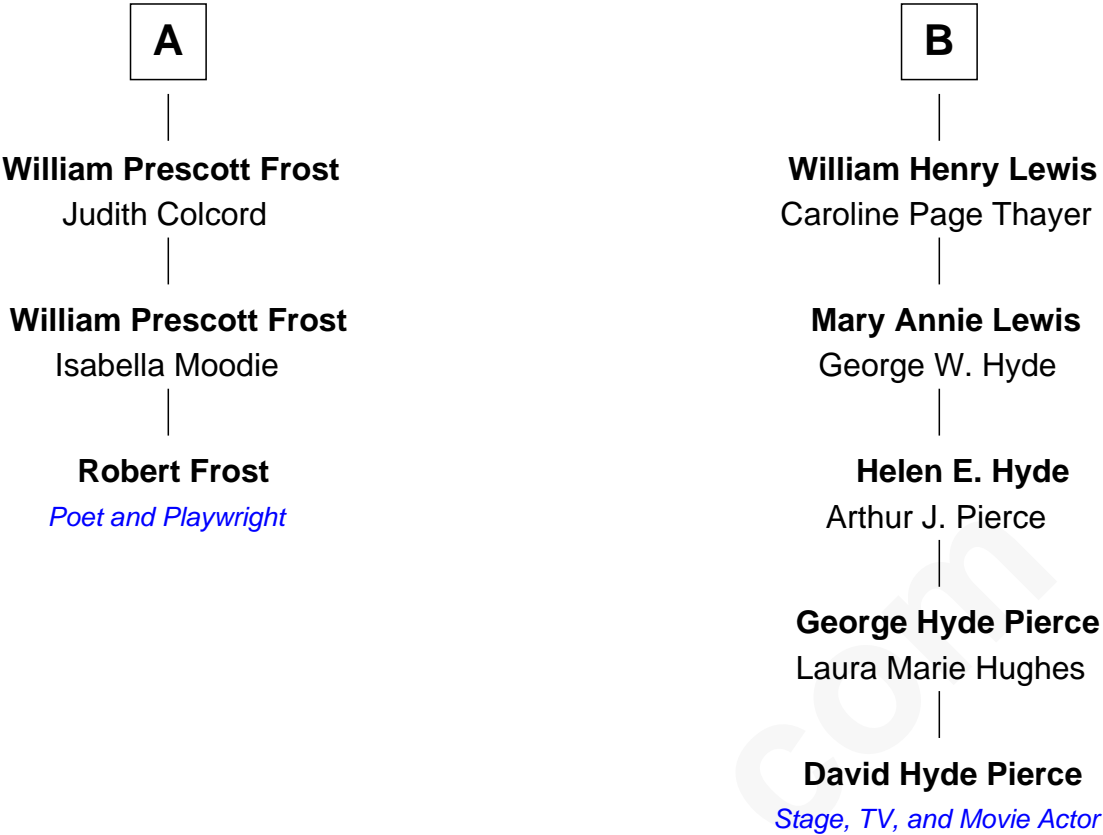 A
William Prescott Frost
Judith Colcord
William Prescott Frost
Isabella Moodie
Robert Frost
Poet and Playwright
B
William Henry Lewis
Caroline Page Thayer
Mary Annie Lewis
George W. Hyde
Helen E. Hyde
Arthur J. Pierce
George Hyde Pierce
Laura Marie Hughes
David Hyde Pierce
Stage, TV, and Movie Actor
com